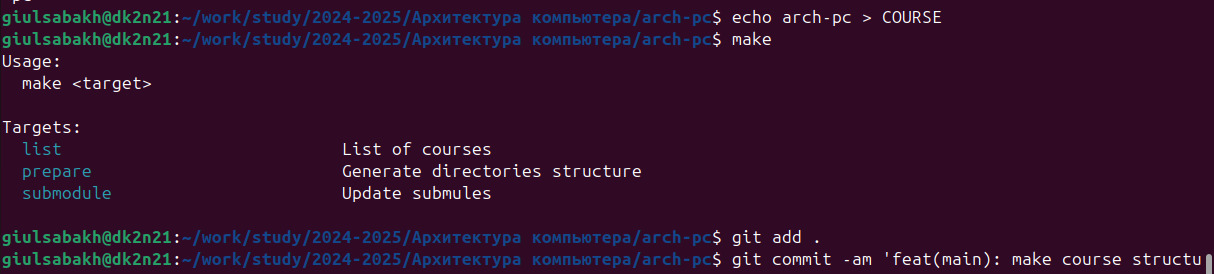 giulsabakh@dk2n21:~/work/study/2024-2025/Архитектура компьютера/arch-pc$ echo arch-pc > COURSE
giulsabakh@dk2n21:~/work/study/2024-2025/Архитектура компьютера/arch-pc$ make
Usage:
  make <target>

Targets:
  list                          List of courses
  prepare                       Generate directories structure
  submodule                     Update submules

giulsabakh@dk2n21:~/work/study/2024-2025/Архитектура компьютера/arch-pc$ git add .
giulsabakh@dk2n21:~/work/study/2024-2025/Архитектура компьютера/arch-pc$ git commit -am 'feat(main): make course structu